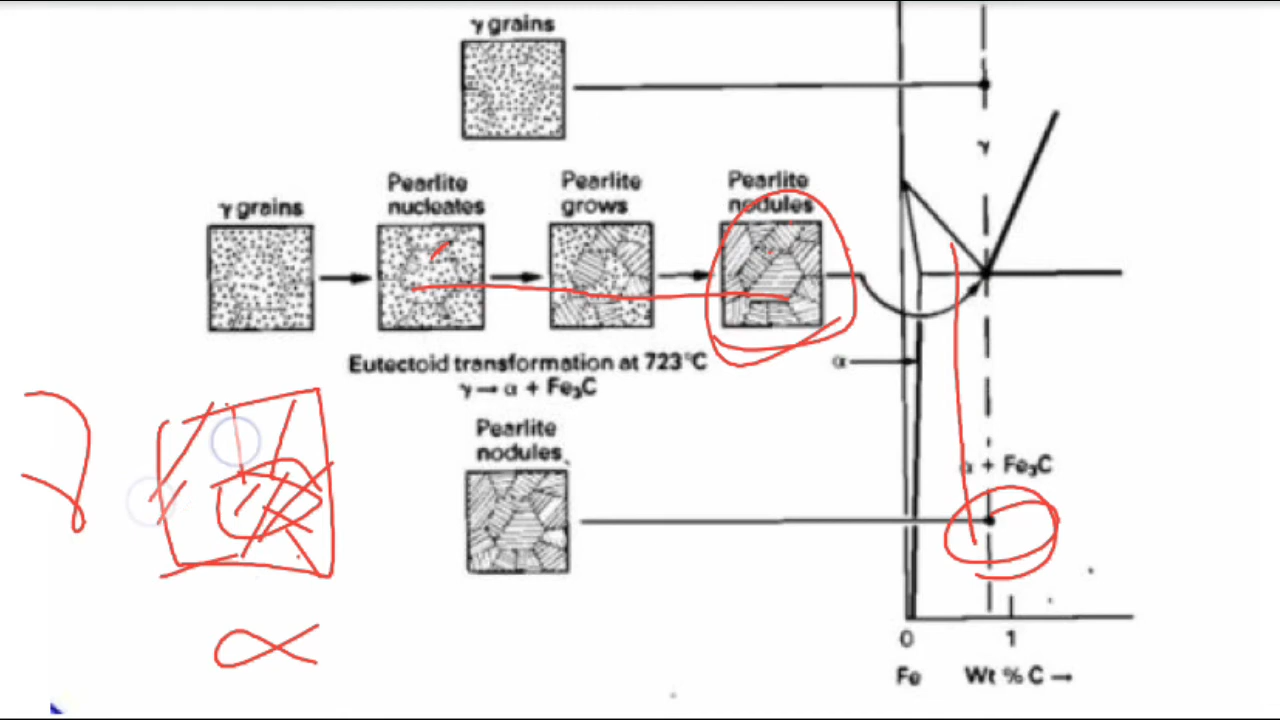 γ grains
γ
γ grains
Pearlite
nucleates
Pearlite
grows
Pearlite
nodules
Eutectoid transformation at 723°C
γ → α + Fe₃C
α
Pearlite
nodules
α + Fe₃C
γ
α
0 1
Fe Wt % C →